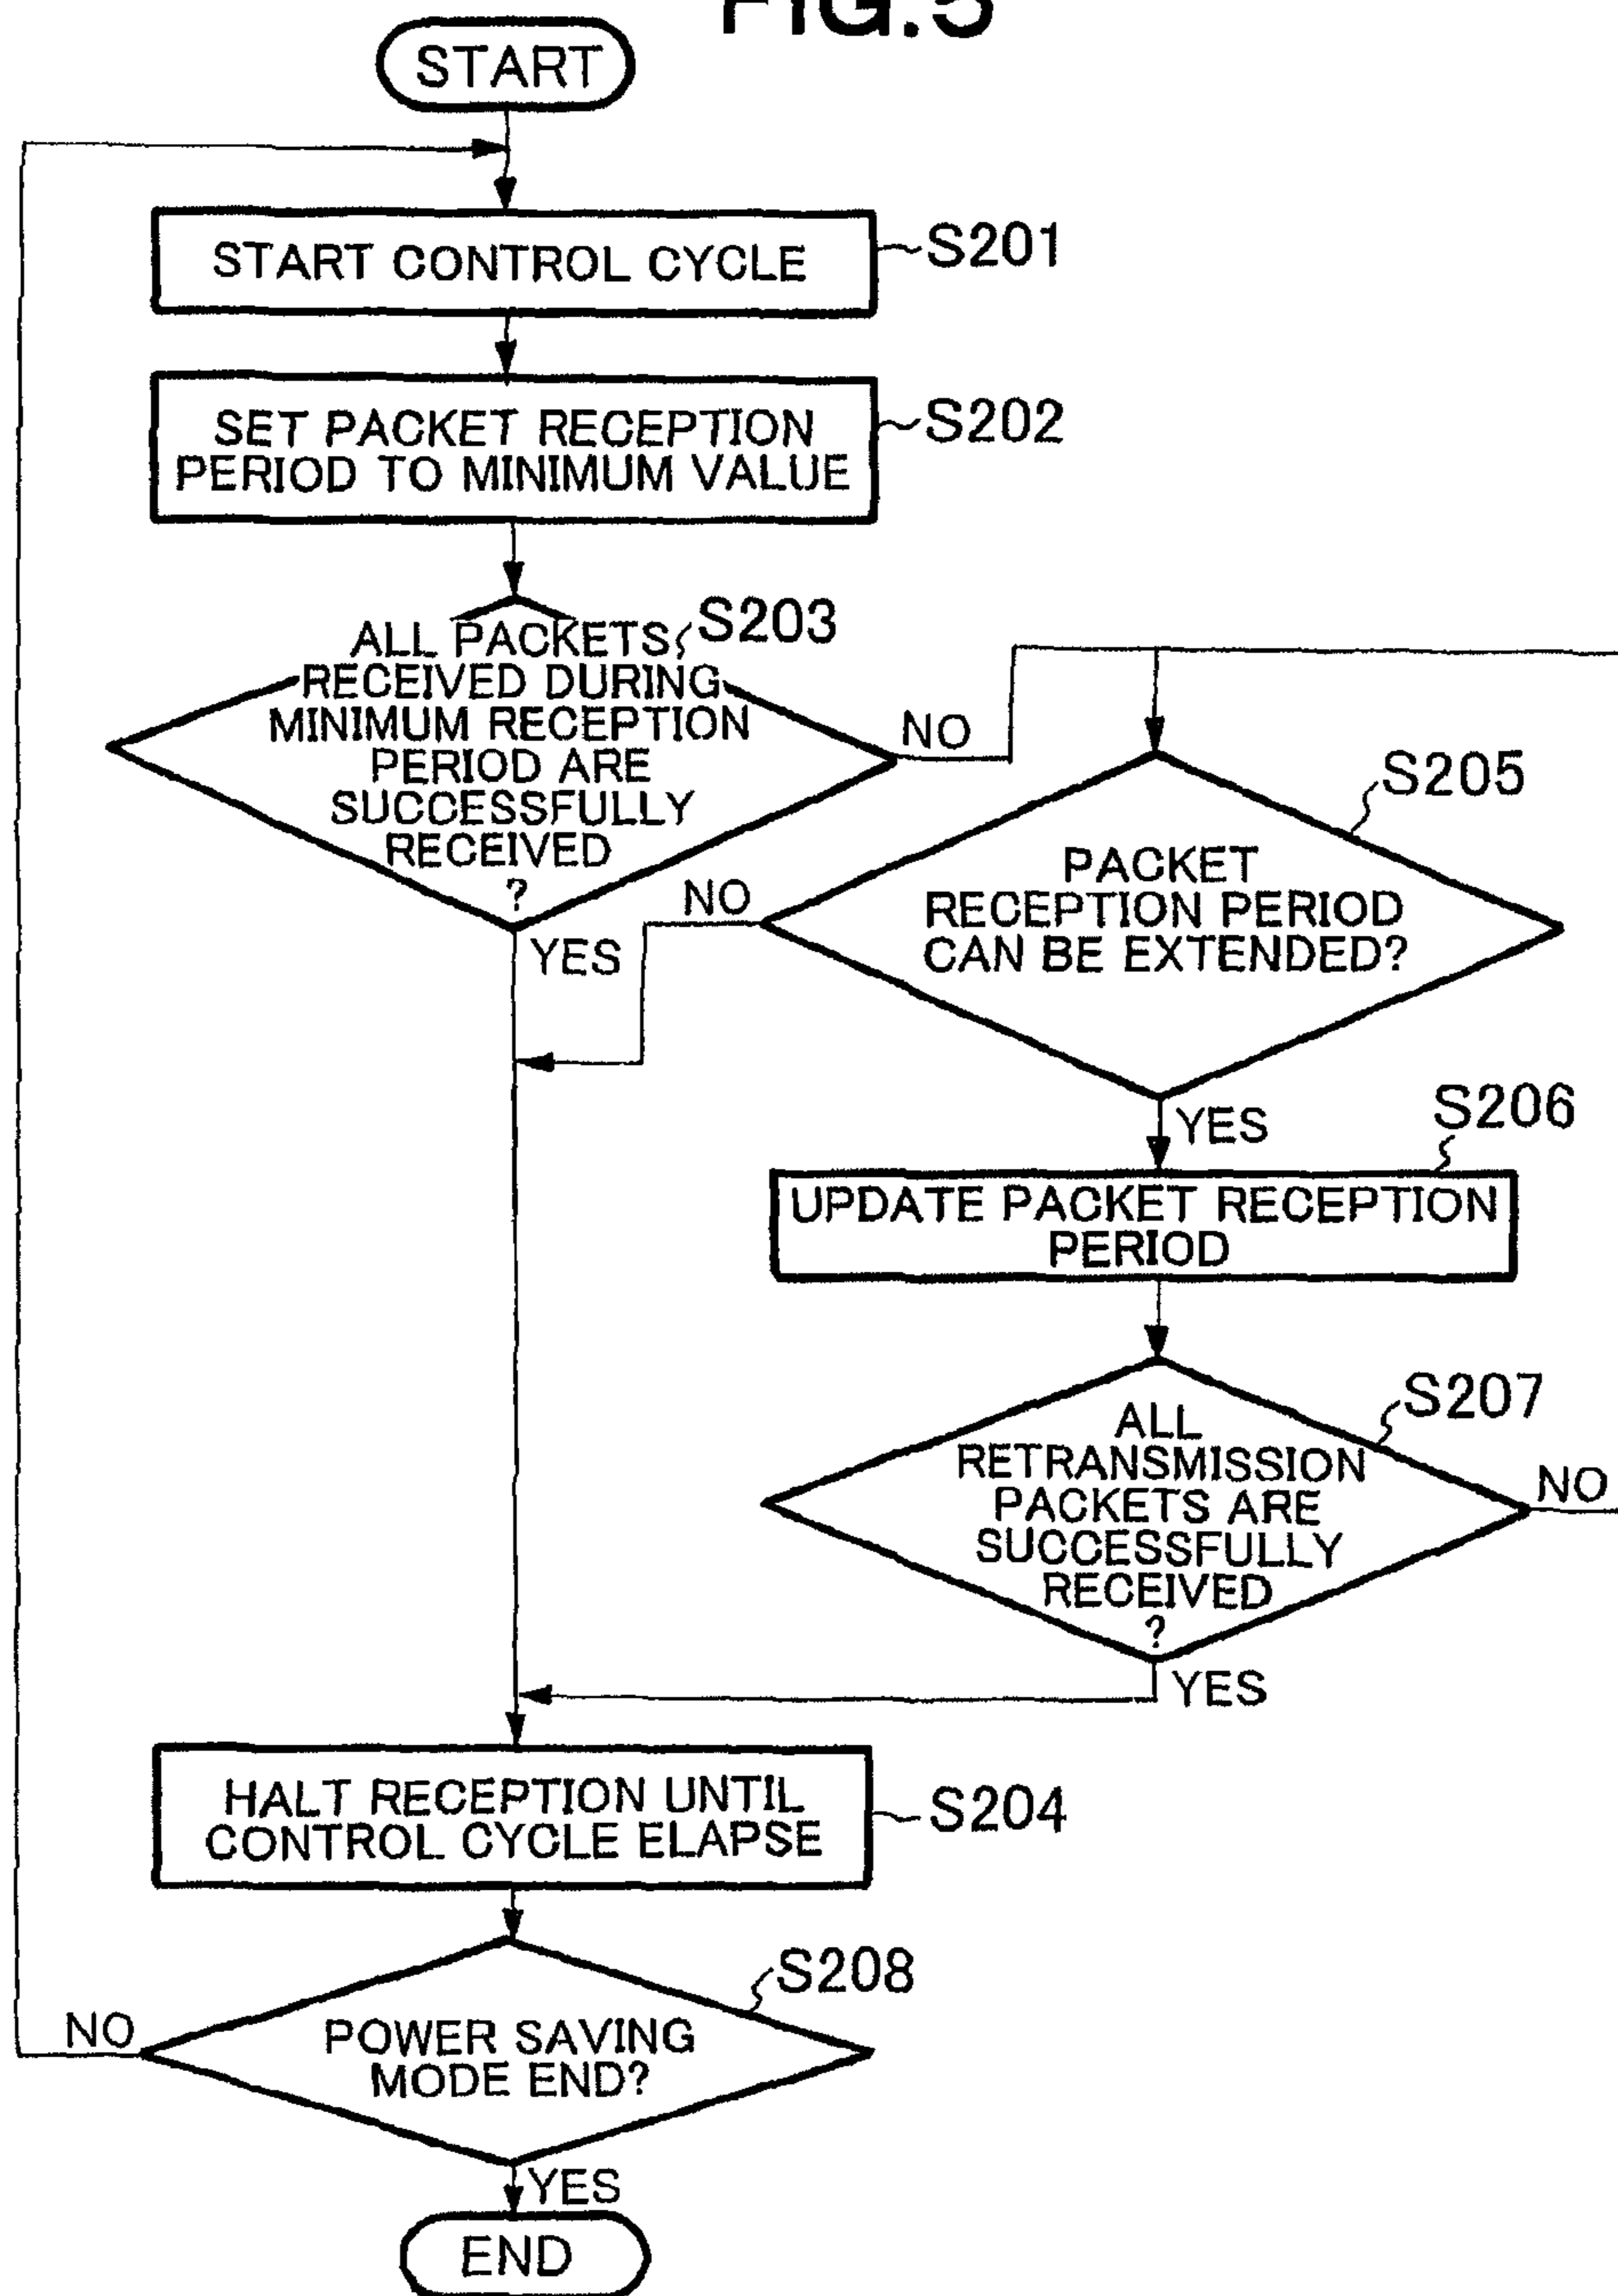 FIG.5
START
START CONTROL CYCLE
S201
SET PACKET RECEPTION
PERIOD TO MINIMUM VALUE
S202
ALL PACKETS
RECEIVED DURING
MINIMUM RECEPTION
PERIOD ARE
SUCCESSFULLY
RECEIVED
?
S203
NO
YES
PACKET
RECEPTION PERIOD
CAN BE EXTENDED?
S205
NO
YES
S206
UPDATE PACKET RECEPTION
PERIOD
ALL
RETRANSMISSION
PACKETS ARE
SUCCESSFULLY
RECEIVED
?
S207
NO
YES
HALT RECEPTION UNTIL
CONTROL CYCLE ELAPSE
S204
POWER SAVING
MODE END?
S208
NO
YES
END